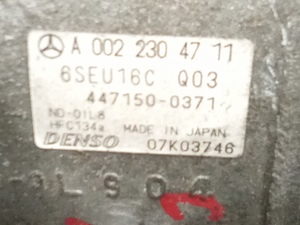 A 002 230 47 11
6SEU16C Q03
447150-0371
ND-OIL8
HFC134a MADE IN JAPAN
DENSO 07K03746